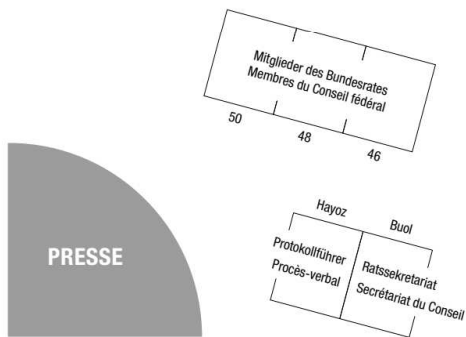 Mitglieder des Bundesrates
Membres du Conseil fédéral
50
48
46
PRESSE
Hayoz
Buol
Protokollführer
Procès-verbal
Ratssekretariat
Secrétariat du Conseil